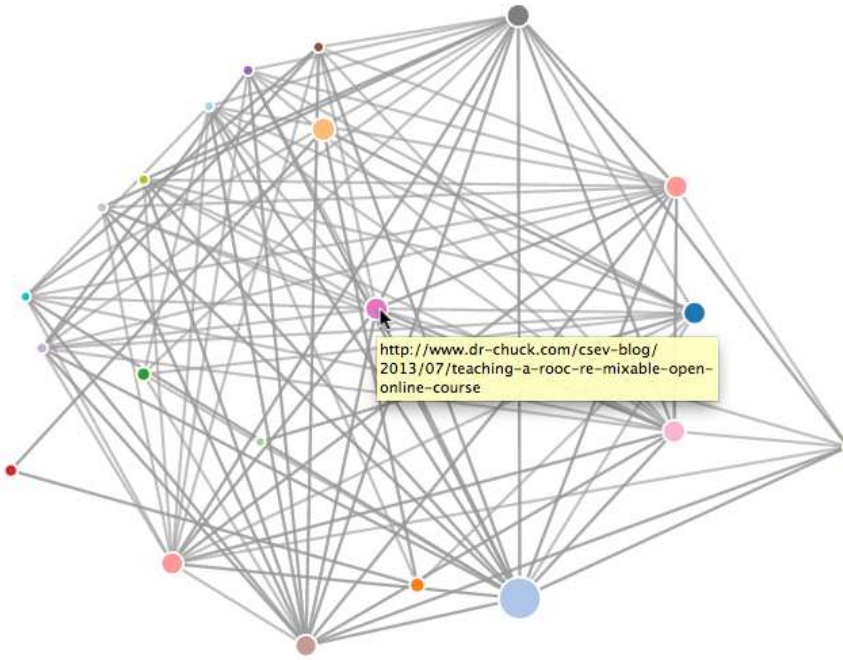 http://www.dr-chuck.com/csev-blog/
2013/07/teaching-a-rooc-re-mixable-open-
online-course